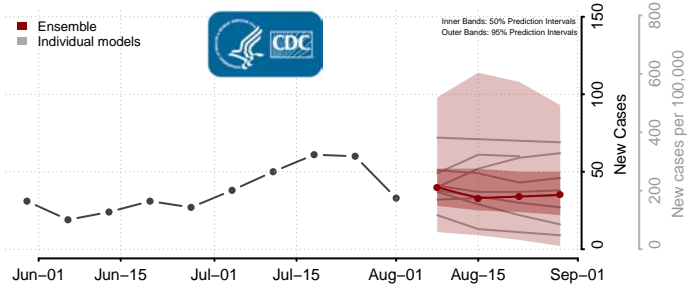 Ensemble
Individual models
CDC
Inner Bands: 50% Prediction Intervals
Outer Bands: 95% Prediction Intervals
150
100
50
0
New Cases
800
600
400
200
0
New cases per 100,000
Jun–01
Jun–15
Jul–01
Jul–15
Aug–01
Aug–15
Sep–01